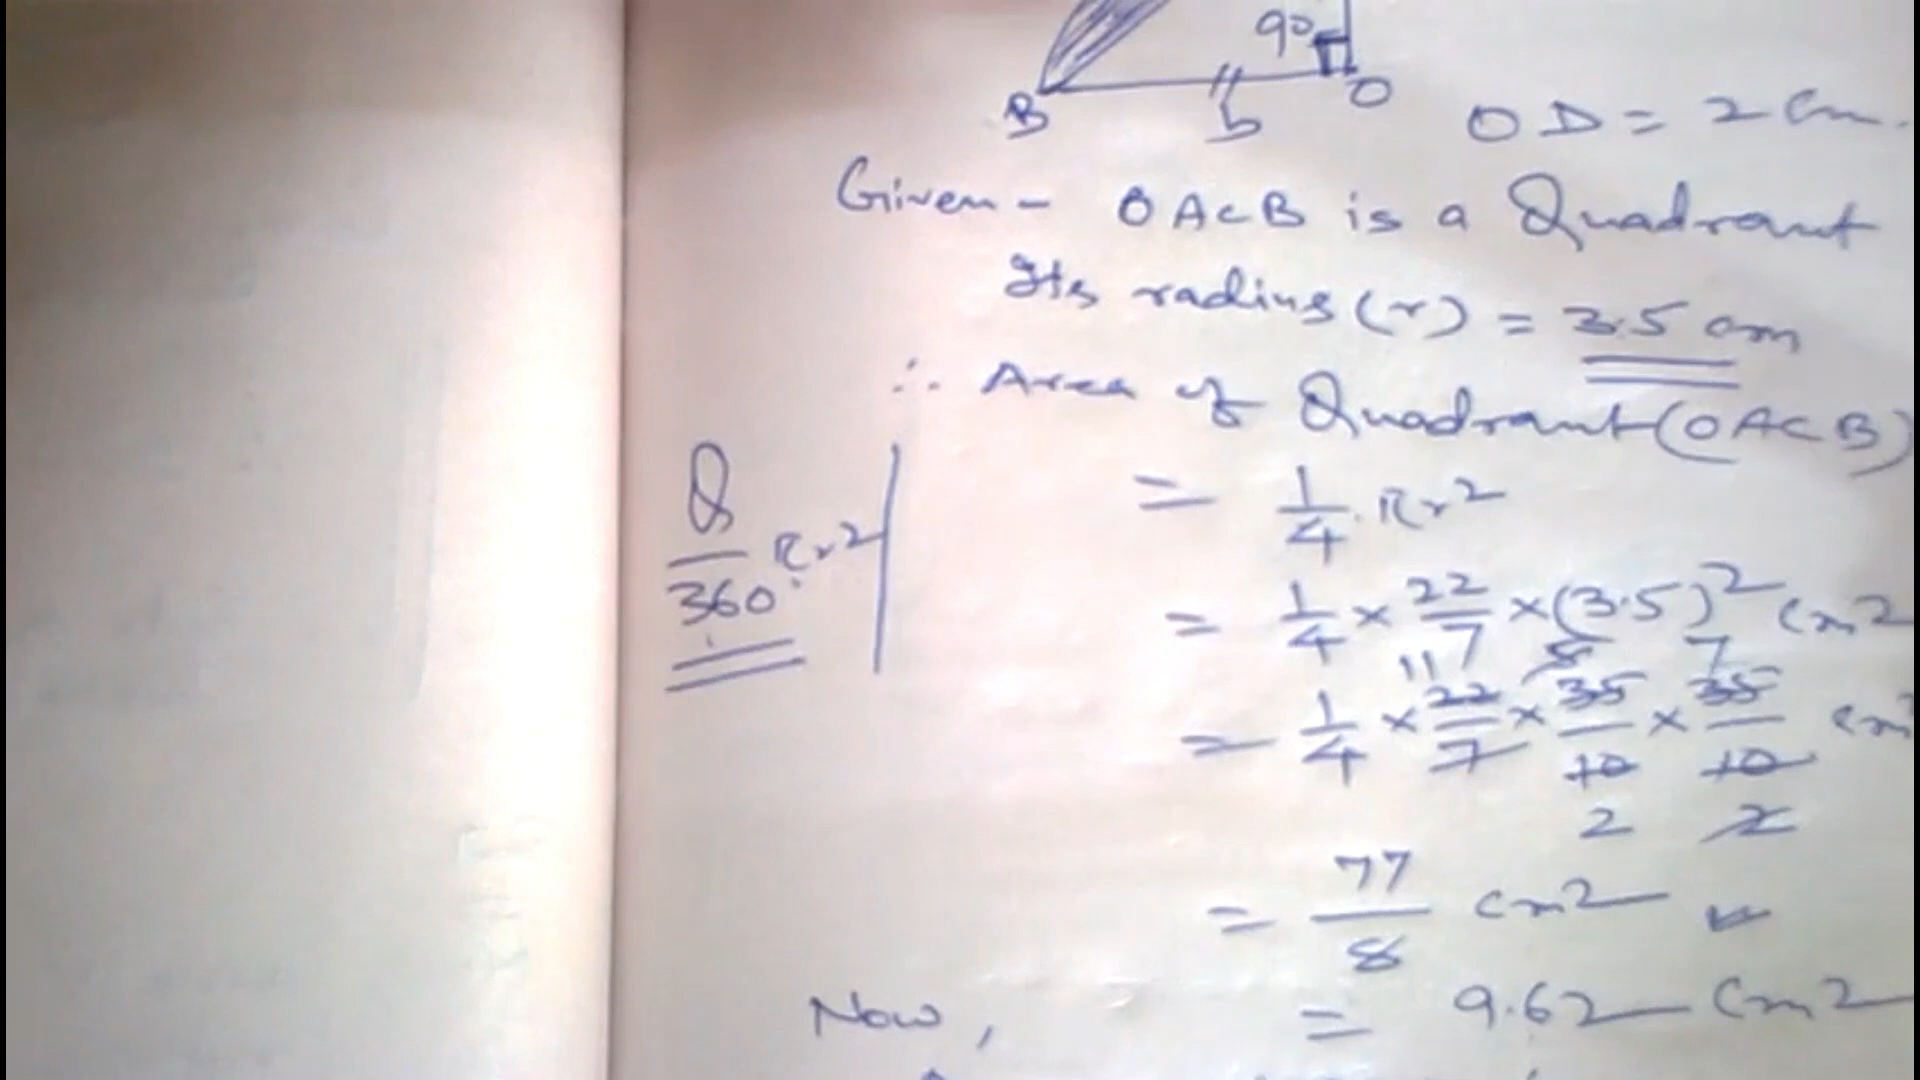 90
B b O
OD = 2 cm.
Given - OACB is a Quadrant
Its radius (r) = 3.5 cm
∴ Area of Quadrant (OACB)
= 1/4 . πr2
θ/360 πr2
= 1/4 × 22/7 × (3.5)2 cm2
= 1/4 × 22/7 × 35/10 × 35/10 cm
= 77/8 cm2
Now, = 9.62 cm2